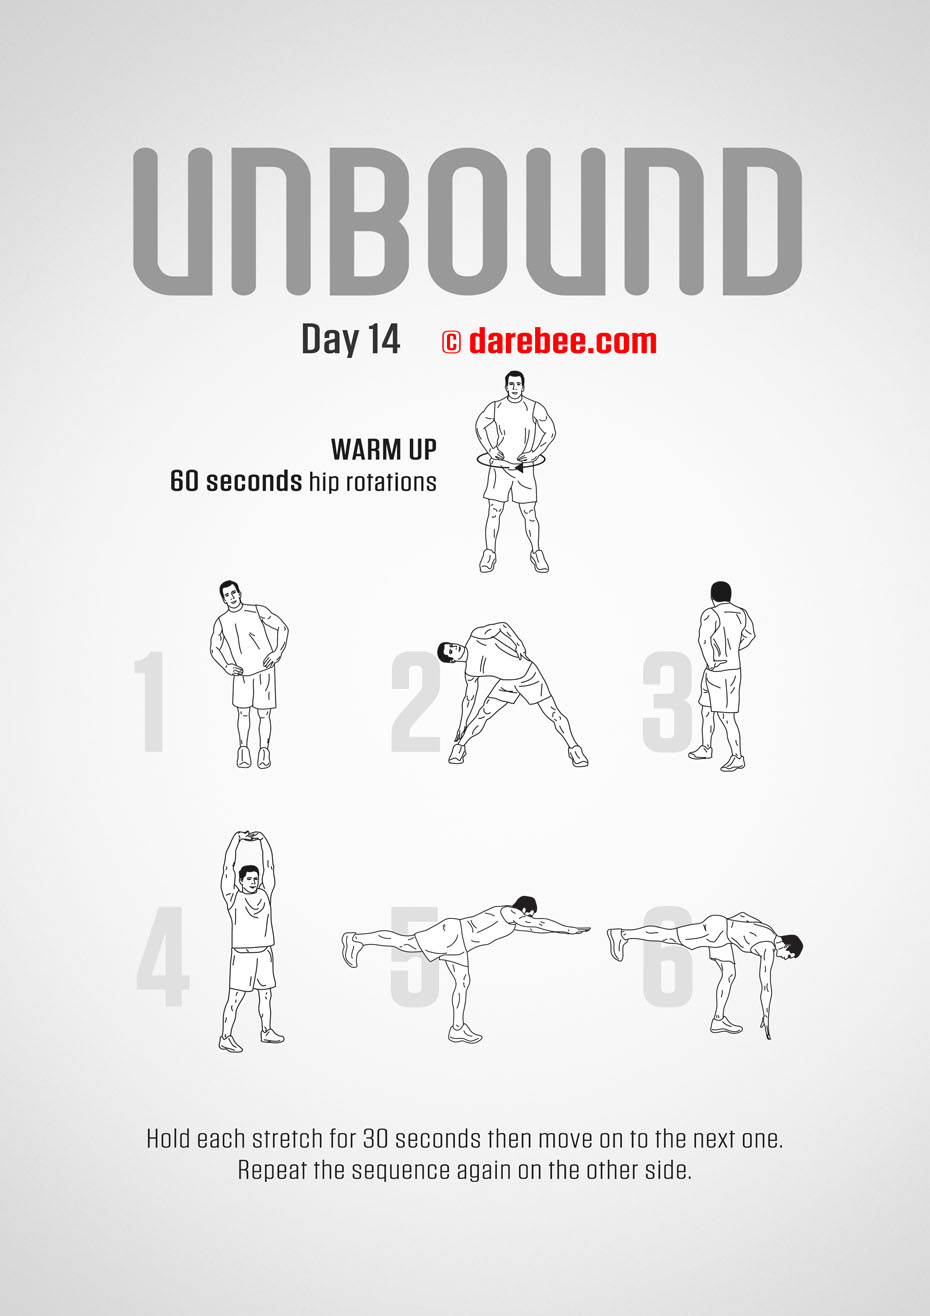 UNBOUND
Day 14 © darebee.com
WARM UP
60 seconds hip rotations
1 2 3
4 5 6
Hold each stretch for 30 seconds then move on to the next one.
Repeat the sequence again on the other side.